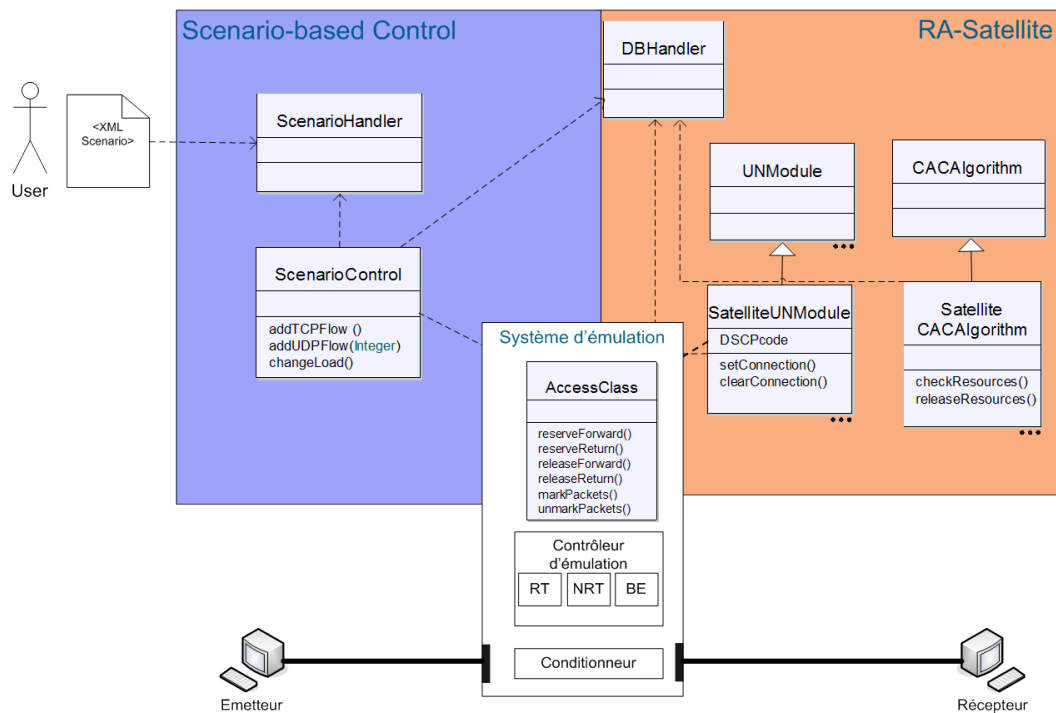 Scenario-based Control
RA-Satellite
DBHandler
User
<XML
Scenario>
ScenarioHandler
UNModule
CACAlgorithm
ScenarioControl
addTCPFlow ()
addUDPFlow(Integer)
changeLoad()
SatelliteUNModule
DSCPcode
setConnection()
clearConnection()
Satellite
CACAlgorithm
checkResources()
releaseResources()
Système d'émulation
AccessClass
reserveForward()
reserveReturn()
releaseForward()
releaseReturn()
markPackets()
unmarkPackets()
Contrôleur
d'émulation
RT
NRT
BE
Conditionneur
Emetteur
Récepteur